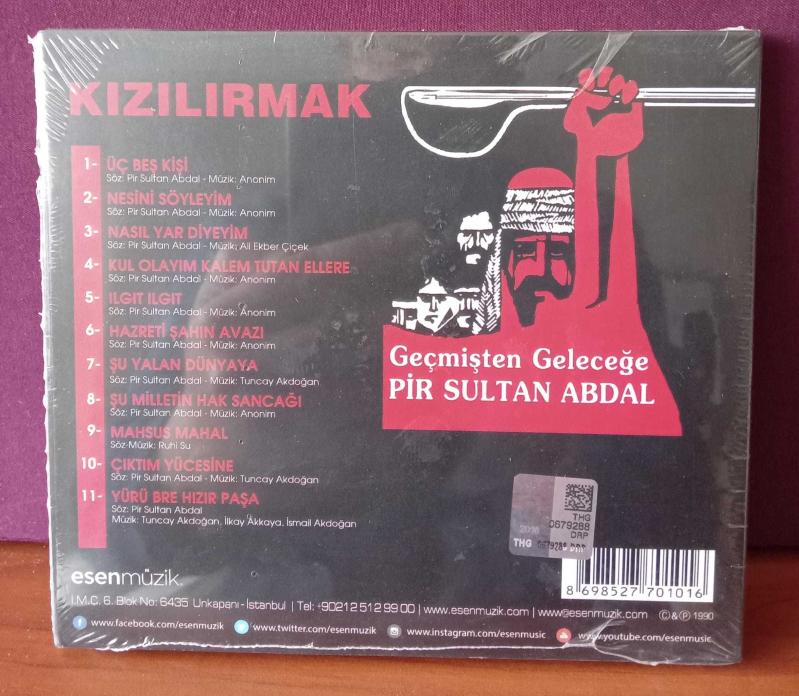 KIZILIRMAK
1- ÜÇ BEŞ KİŞİ
Söz: Pir Sultan Abdal - Müzik: Anonim
2- NESİNİ SÖYLEYİM
Söz: Pir Sultan Abdal - Müzik: Anonim
3- NASIL YAR DİYEYİM
Söz: Pir Sultan Abdal - Müzik: Ali Ekber Çiçek
4- KUL OLAYIM KALEM TUTAN ELLERE
Söz: Pir Sultan Abdal - Müzik: Anonim
5- ILGIT ILGIT
Söz: Pir Sultan Abdal - Müzik: Anonim
6- HAZRETİ ŞAHIN AVAZI
Söz: Pir Sultan Abdal - Müzik: Anonim
7- ŞU YALAN DÜNYAYA
Söz: Pir Sultan Abdal - Müzik: Tuncay Akdoğan
8- ŞU MİLLETİN HAK SANCAĞI
Söz: Pir Sultan Abdal - Müzik: Anonim
9- MAHSUS MAHAL
Söz-Müzik: Ruhi Su
10- ÇIKTIM YÜCESİNE
Söz: Pir Sultan Abdal - Müzik: Tuncay Akdoğan
11- YÜRÜ BRE HIZIR PAŞA
Söz: Pir Sultan Abdal
Müzik: Tuncay Akdoğan, İlkay Akkaya, İsmail Akdoğan
Geçmişten Geleceğe
PİR SULTAN ABDAL
THG
0679288
DRP
THG 0679288 DRP
8698527701016
esenmüzik
İ.M.C. 6. Blok No: 6435 Unkapanı - İstanbul | Tel: +90212 512 99 00 | www.esenmuzik.com | www@esenmuzik.com ©&℗ 1990
www.facebook.com/esenmuzik www.twitter.com/esenmuzik www.instagram.com/esenmusic www.youtube.com/esenmusic